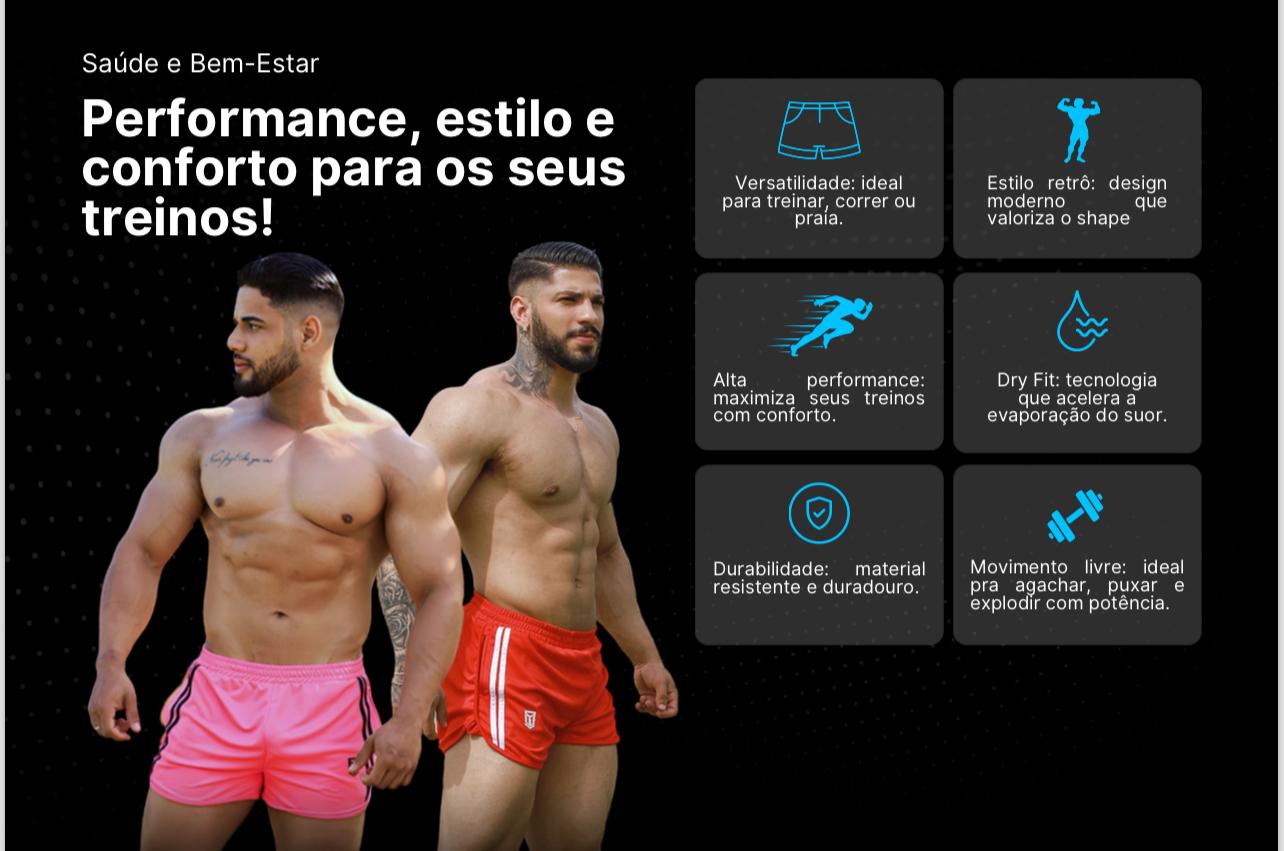 Saúde e Bem-Estar
Performance, estilo e
conforto para os seus
treinos!
Versatilidade: ideal
para treinar, correr ou
praia.
Estilo retrô: design
moderno que
valoriza o shape
Alta performance:
maximiza seus treinos
com conforto.
Dry Fit: tecnologia
que acelera a
evaporação do suor.
Durabilidade: material
resistente e duradouro.
Movimento livre: ideal
pra agachar, puxar e
explodir com potência.